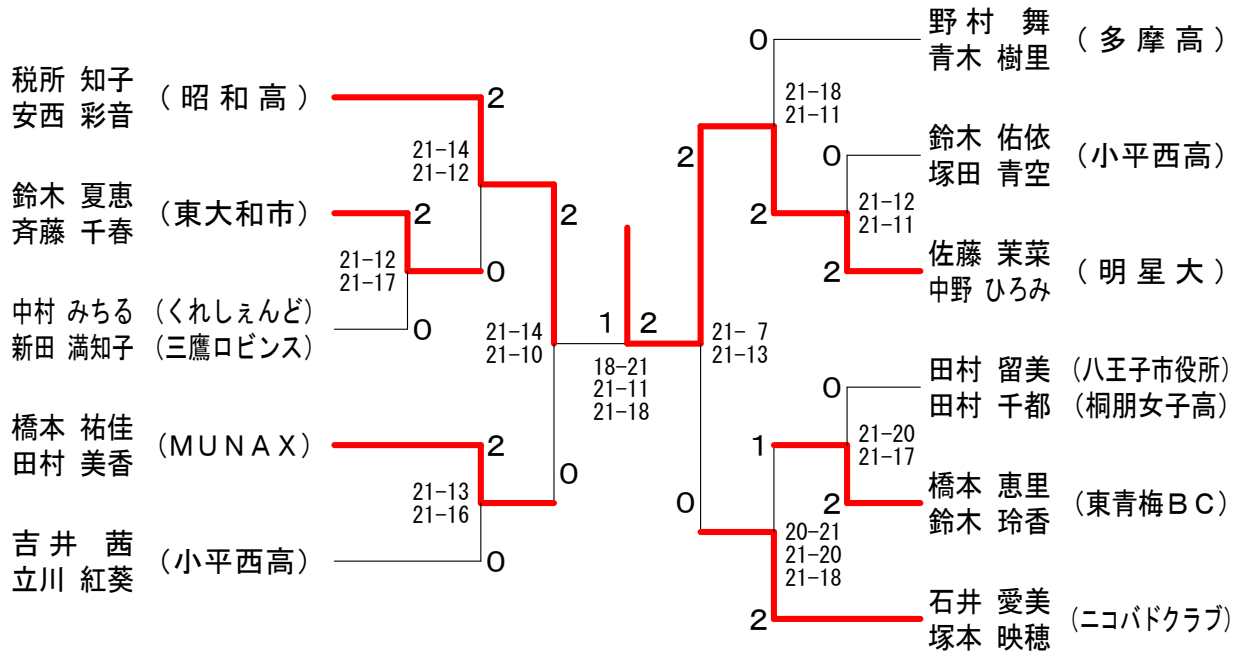 税所 知子
安西 彩音
(昭和高)
2
21-14
21-12
鈴木 夏恵
斉藤 千春
(東大和市)
2
0
21-12
21-17
中村 みちる (くれしぇんど)
新田 満知子 (三鷹ロビンス)
0
2
21-14
21-10
橋本 祐佳
田村 美香
(MUNAX)
2
0
21-13
21-16
吉井 茜
立川 紅葵
(小平西高)
0
1 2
18-21
21-11
21-18
野村 舞
青木 樹里
(多摩高)
0
21-18
21-11
鈴木 佑依
塚田 青空
(小平西高)
0
2
2
21-12
21-11
佐藤 茉菜
中野 ひろみ
(明星大)
2
21- 7
21-13
田村 留美 (八王子市役所)
田村 千都 (桐朋女子高)
0
1
21-20
21-17
橋本 恵里
鈴木 玲香
(東青梅BC)
2
0
20-21
21-20
21-18
石井 愛美
塚本 映穂
(ニコバドクラブ)
2